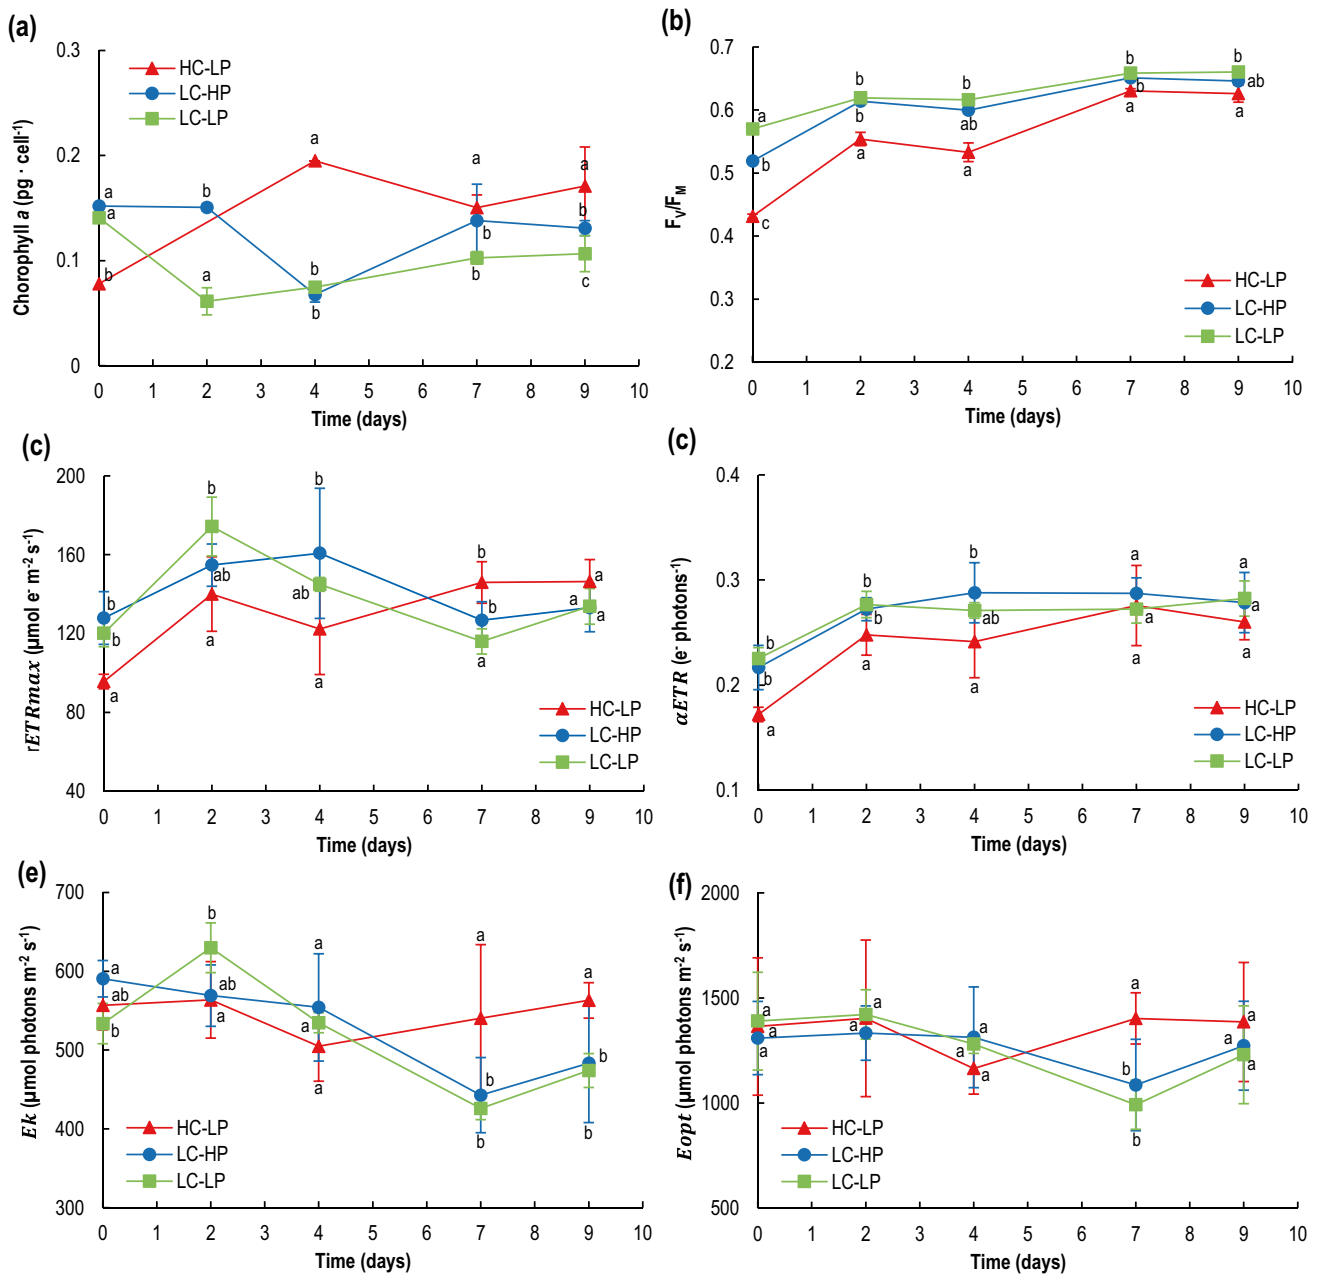 (a)
0.3
0.2
0.1
0
Chorophyll a (pg · cell-1)
HC-LP
LC-HP
LC-LP
a
a
b
b
a
a
b
b
a
b
b
a
b
c
0 1 2 3 4 5 6 7 8 9 10
Time (days)
(b)
0.7
0.6
0.5
0.4
0.3
0.2
FV/FM
a
b
c
b
b
a
b
ab
a
b
b
a
b
ab
a
HC-LP
LC-HP
LC-LP
0 1 2 3 4 5 6 7 8 9 10
Time (days)
(c)
200
160
120
80
40
rETRmax (µmol e- m-2 s-1)
b
a
b
ab
a
b
ab
a
b
a
a
a
a
HC-LP
LC-HP
LC-LP
0 1 2 3 4 5 6 7 8 9 10
Time (days)
(c)
0.4
0.3
0.2
0.1
αETR (e- photons-1)
b
b
a
b
b
a
b
ab
a
a
a
a
a
a
a
HC-LP
LC-HP
LC-LP
0 1 2 3 4 5 6 7 8 9 10
Time (days)
(e)
700
600
500
400
300
Ek (µmol photons m-2 s-1)
a
ab
b
b
ab
a
a
a
a
a
b
b
a
b
b
HC-LP
LC-HP
LC-LP
0 1 2 3 4 5 6 7 8 9 10
Time (days)
(f)
2000
1500
1000
500
Eopt (µmol photons m-2 s-1)
a
a
a
a
a
a
a
a
a
b
b
a
a
a
HC-LP
LC-HP
LC-LP
0 1 2 3 4 5 6 7 8 9 10
Time (days)